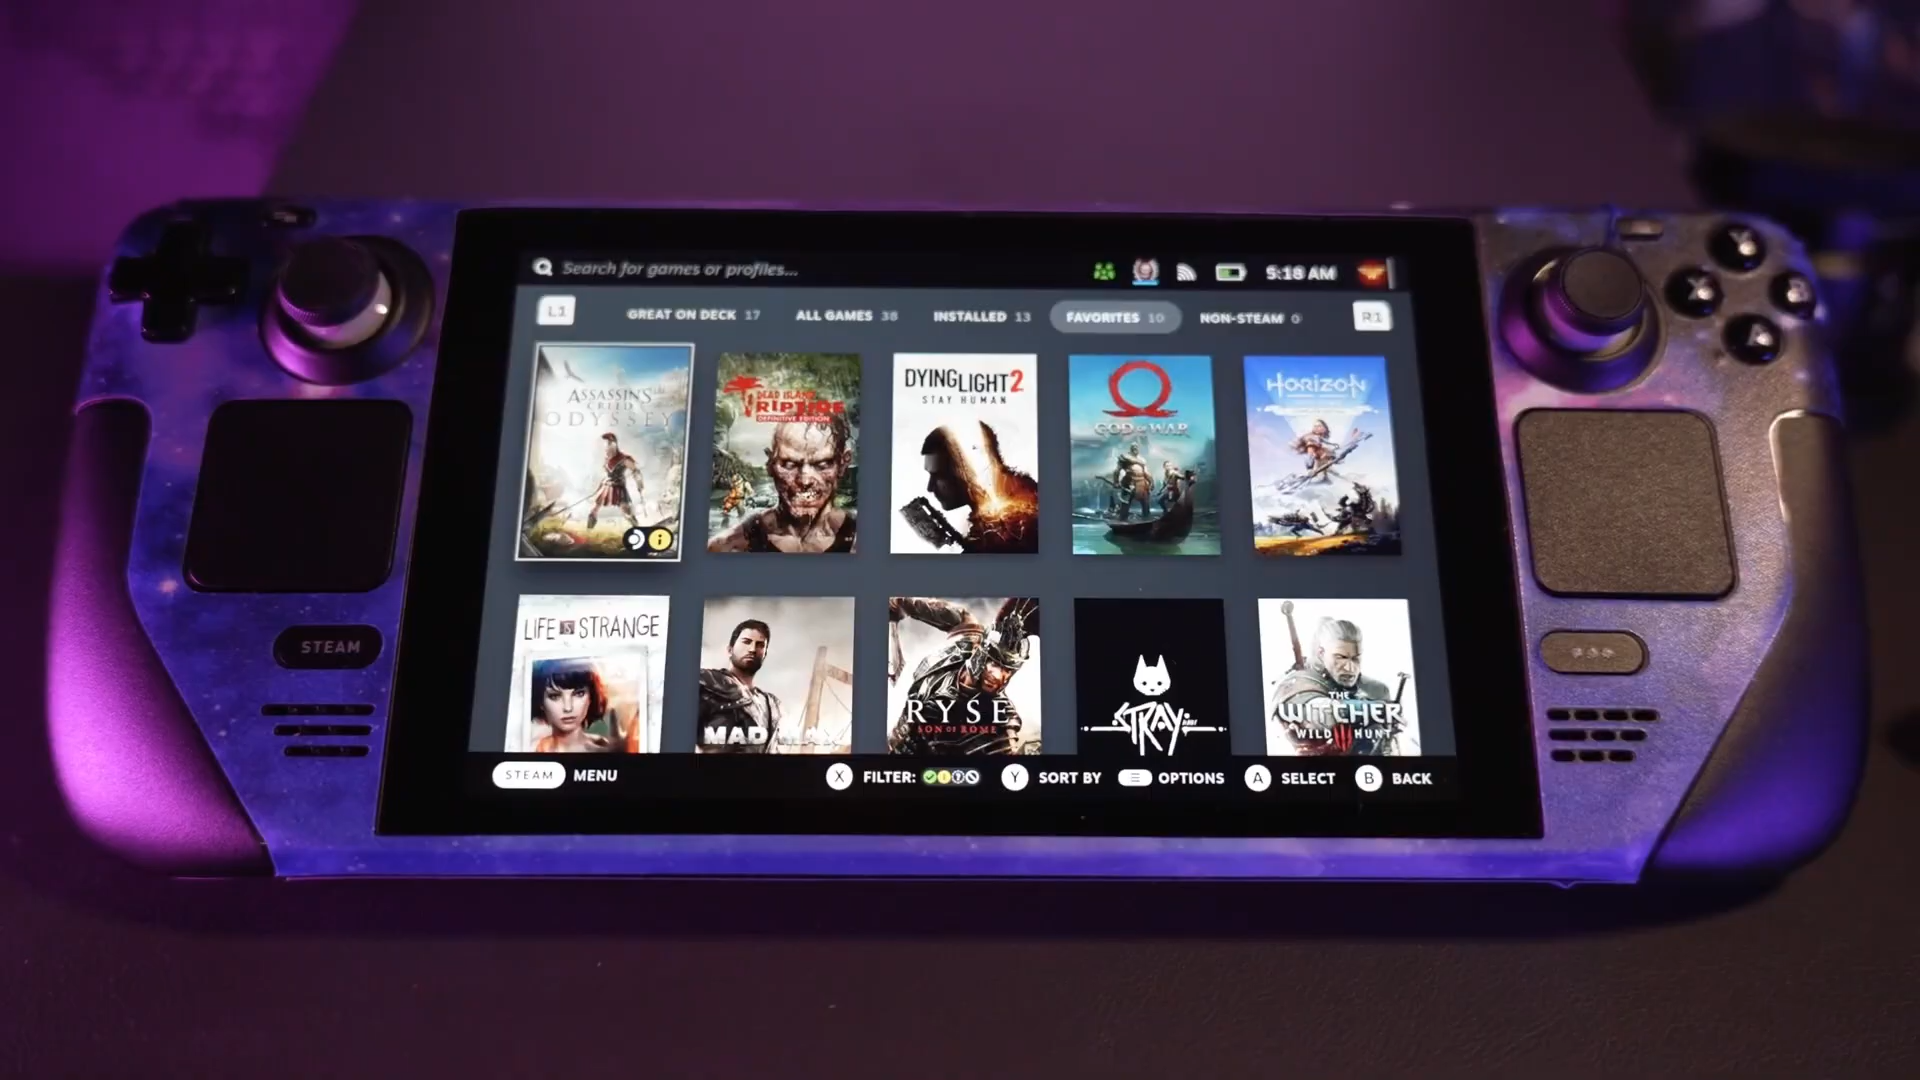 Search for games or profiles...
5:18 AM
L1
GREAT ON DECK 17
ALL GAMES 38
INSTALLED 13
FAVORITES 10
NON-STEAM 0
R1
ASSASSIN'S
CREED
ODYSSEY
DEAD ISLAND
RIPTIDE
DEFINITIVE EDITION
DYING LIGHT 2
STAY HUMAN
GOD OF WAR
HORIZON
LIFE IS STRANGE
MAD MAX
RYSE
SON OF ROME
STRAY
THE
WITCHER
WILD HUNT
STEAM MENU
X FILTER:
Y SORT BY
OPTIONS
A SELECT
B BACK
STEAM
Y
X
B
A